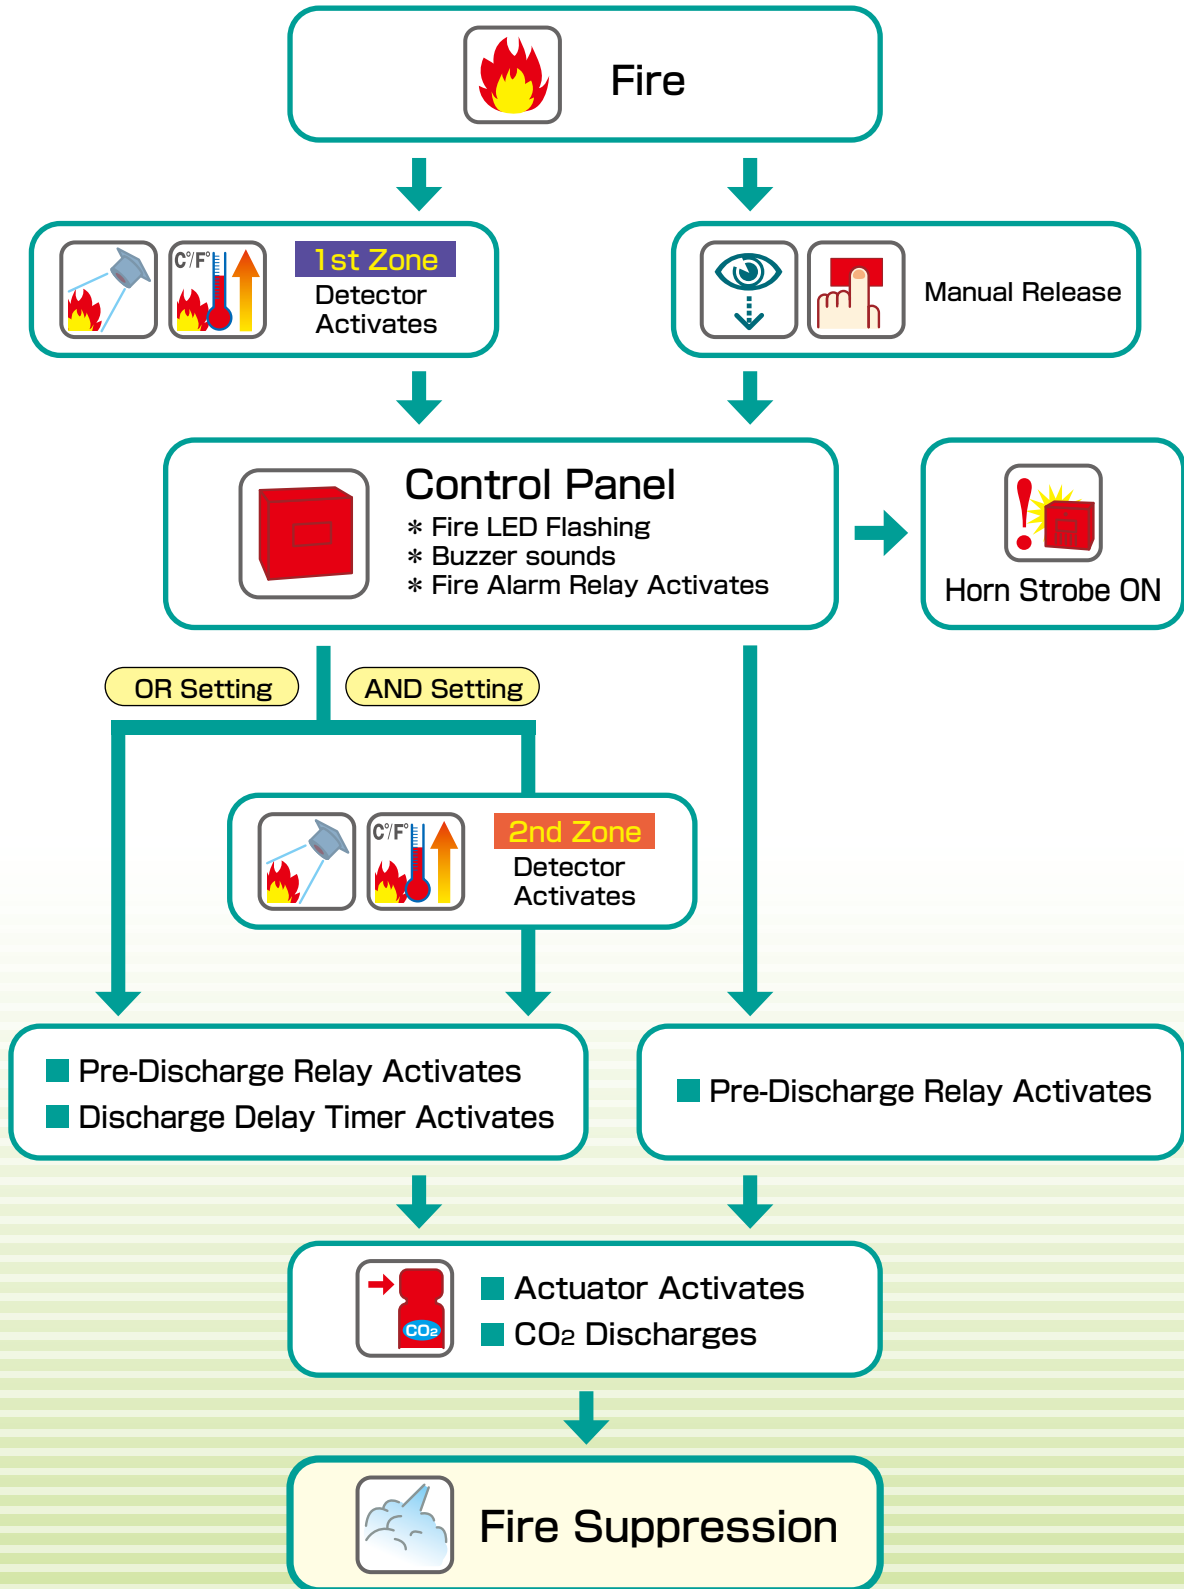 Fire
C°/F°
1st Zone
Detector
Activates
Manual Release
Control Panel
* Fire LED Flashing
* Buzzer sounds
* Fire Alarm Relay Activates
Horn Strobe ON
OR Setting
AND Setting
C°/F°
2nd Zone
Detector
Activates
■ Pre-Discharge Relay Activates
■ Discharge Delay Timer Activates
■ Pre-Discharge Relay Activates
CO₂
■ Actuator Activates
■ CO₂ Discharges
Fire Suppression